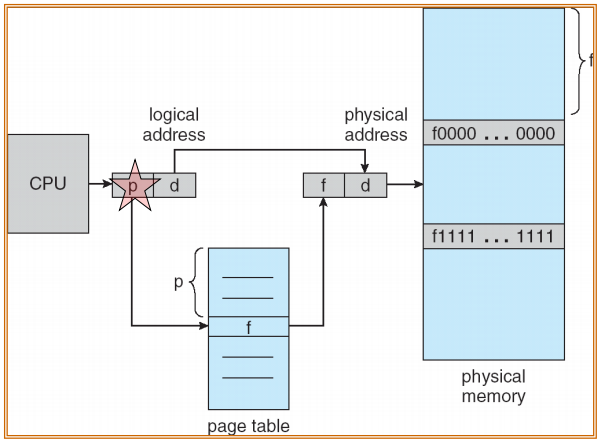 logical
address
physical
address
f
f0000 ... 0000
CPU
p
d
f
d
f1111 ... 1111
p
f
physical
memory
page table